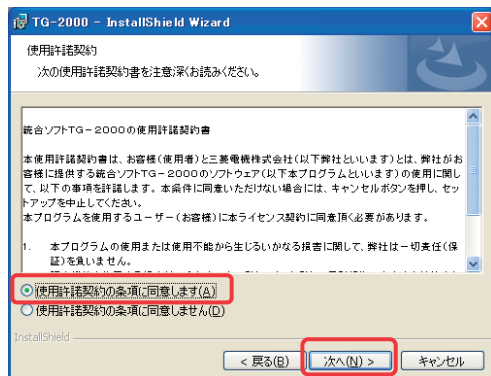 TG-2000 - InstallShield Wizard
使用許諾契約
次の使用許諾契約書を注意深くお読みください。
統合ソフトTG－2000の使用許諾契約書
本使用許諾契約書は、お客様(使用者)と三菱電機株式会社(以下弊社といいます)とは、弊社がお
客様に提供する統合ソフトTG－2000のソフトウェア(以下本プログラムといいます)の使用に関し
て、以下の事項を許諾します。本条件に同意いただけない場合には、キャンセルボタンを押し、セッ
トアップを中止してください。
本プログラムを使用するユーザー(お客様)に本ライセンス契約に同意頂く必要があります。
1. 本プログラムの使用または使用不能から生じるいかなる損害に関して、弊社は一切責任(保
証)を負いません。
使用許諾契約の条項に同意します(A)
使用許諾契約の条項に同意しません(D)
InstallShield
< 戻る(B)
次へ(N) >
キャンセル